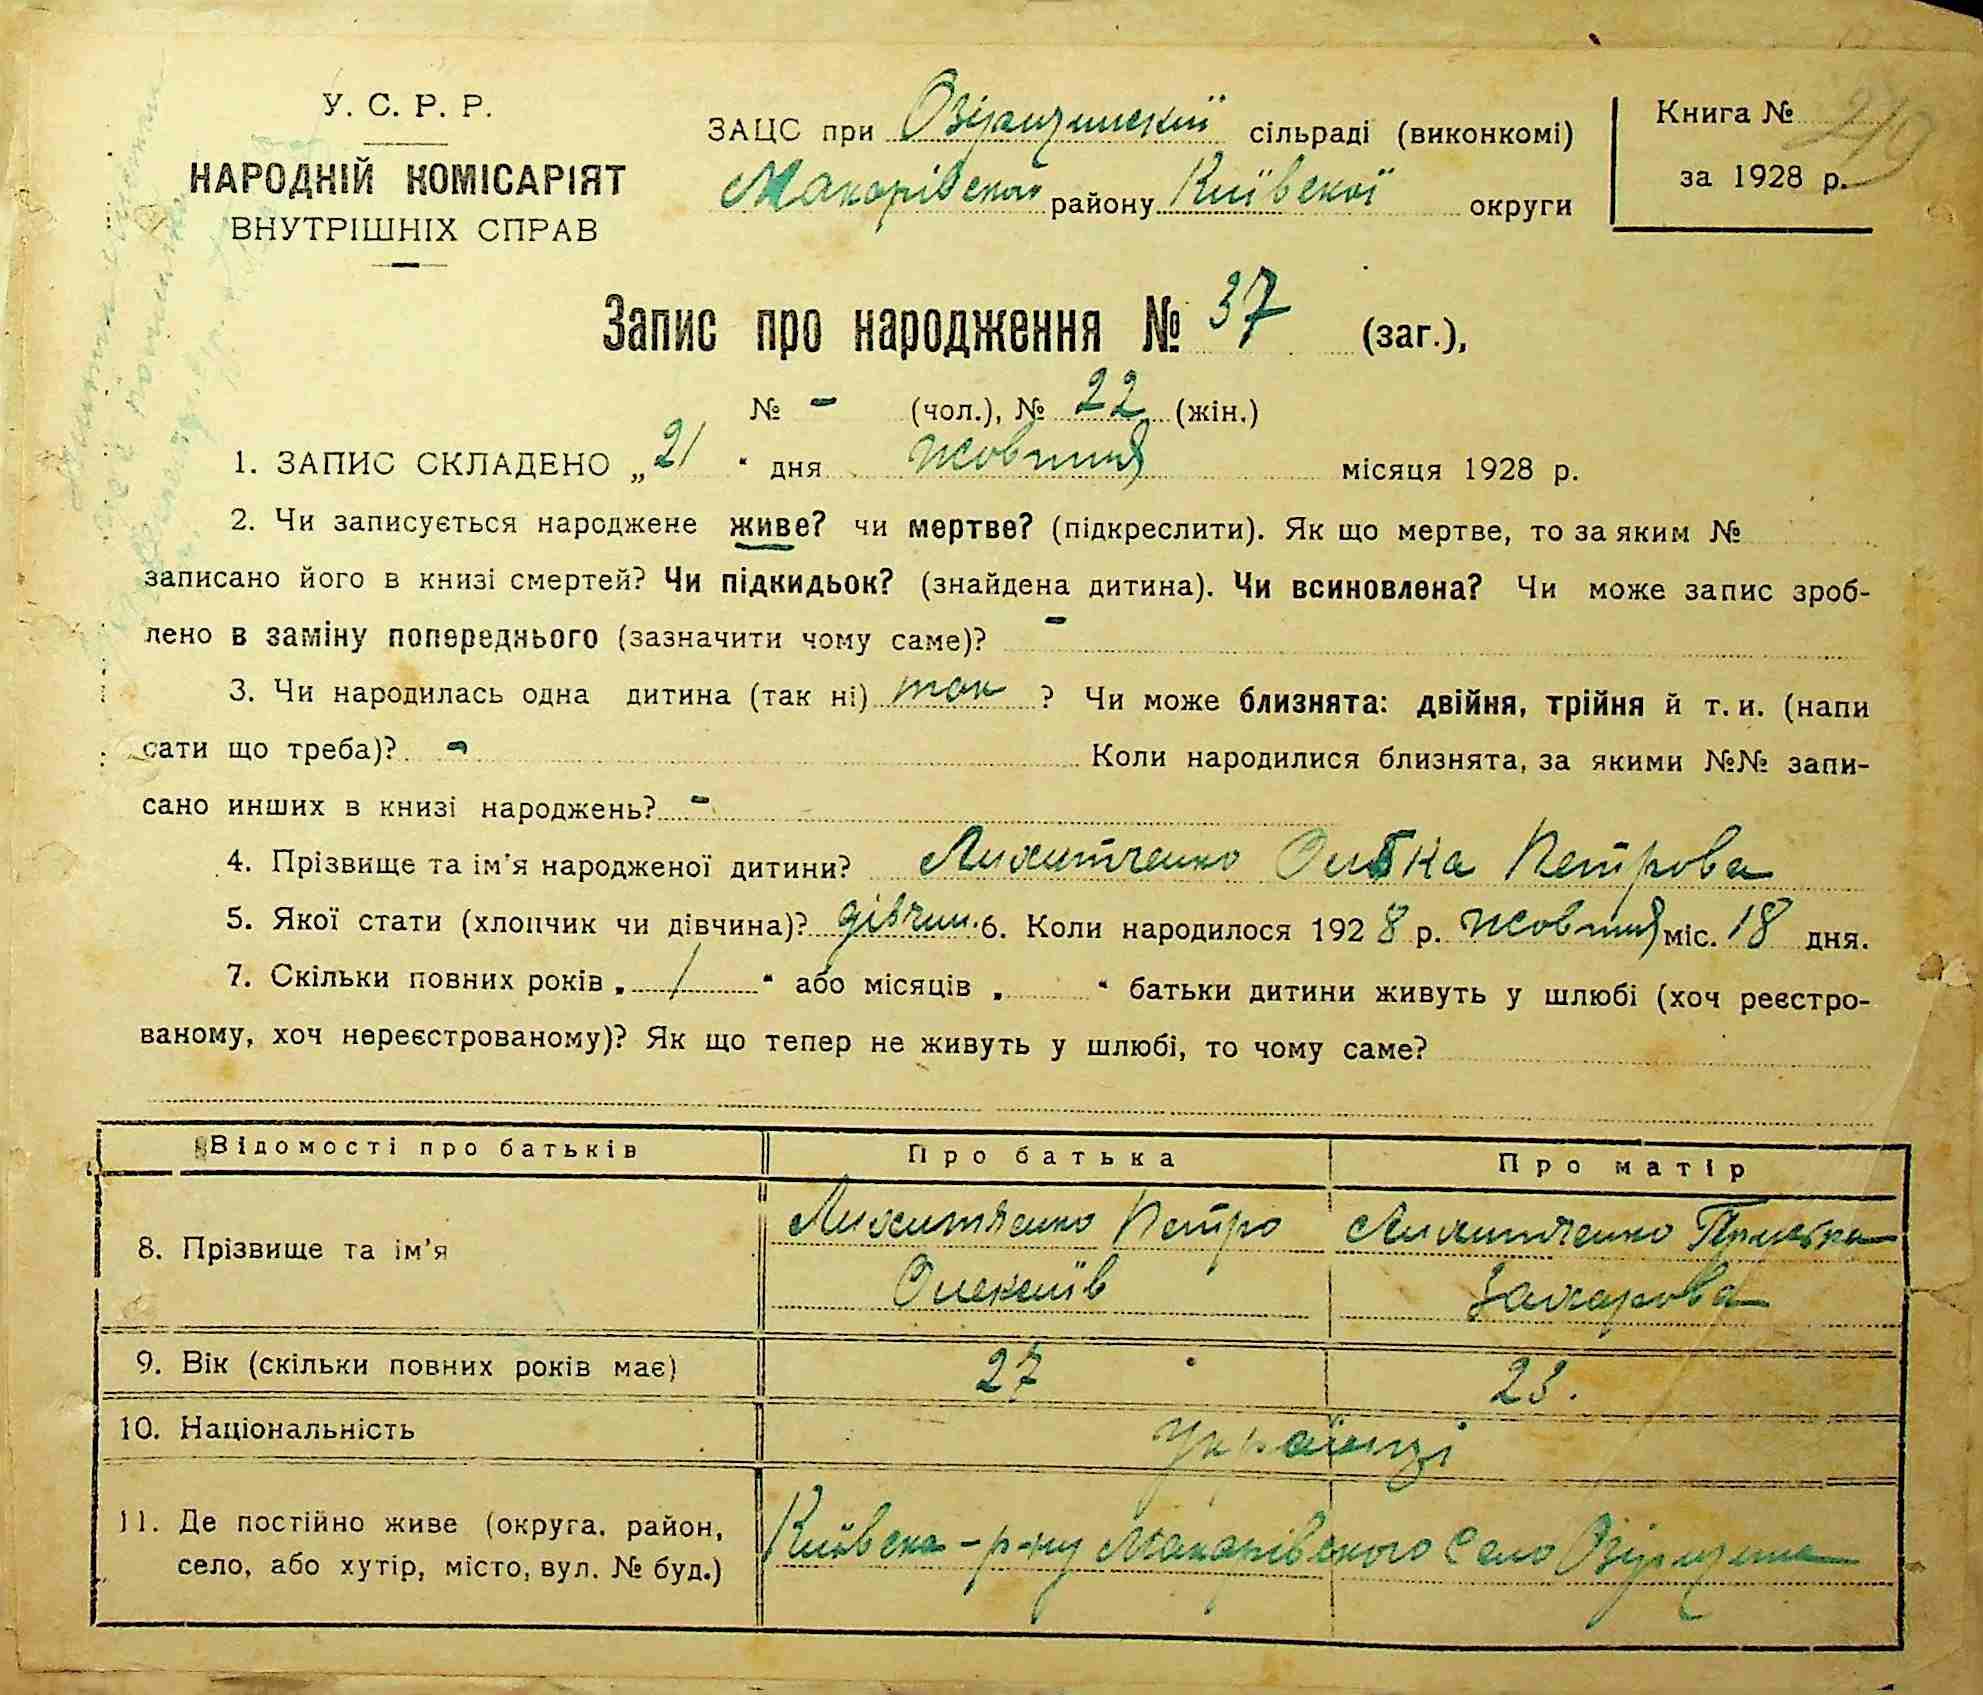 У. С. Р. Р.
НАРОДНІЙ КОМІСАРІЯТ
ВНУТРІШНІХ СПРАВ
ЗАЦС при сільраді (виконкомі)
Макарівського району Київської округи
Книга №
за 1928 р.
Запис про народження № 37 (заг.),
№ - (чол.), № 22 (жін.)
1. ЗАПИС СКЛАДЕНО „21“ дня Жовтня місяця 1928 р.
2. Чи записується народжене живе? чи мертве? (підкреслити). Як що мертве, то за яким №
записано його в книзі смертей? Чи підкидьок? (знайдена дитина). Чи всиновлена? Чи може запис зроб-
лено в заміну попереднього (зазначити чому саме)? -
3. Чи народилась одна дитина (так ні) так ? Чи може близнята: двійня, трійня й т. и. (напи
сати що треба)? - Коли народилися близнята, за якими №№ запи-
сано инших в книзі народжень? -
4. Прізвище та ім'я народженої дитини? Микитченко Олька Петрова
5. Якої стати (хлопчик чи дівчина)? дівчин. 6. Коли народилося 1928 р. Жовтня міс. 18 дня.
7. Скільки повних років „ 1 “ або місяців „ “ батьки дитини живуть у шлюбі (хоч реєстро-
ваному, хоч нереєстрованому)? Як що тепер не живуть у шлюбі, то чому саме?
Відомості про батьків Про батька Про матір
8. Прізвище та ім'я Микитченко Петро Микитченко
Олексіїв Захарова
9. Вік (скільки повних років має) 27 23.
10. Національність Українці
11. Де постійно живе (округа, район, село, або хутір, місто, вул. № буд.) Київська - р-ну Макарівського село